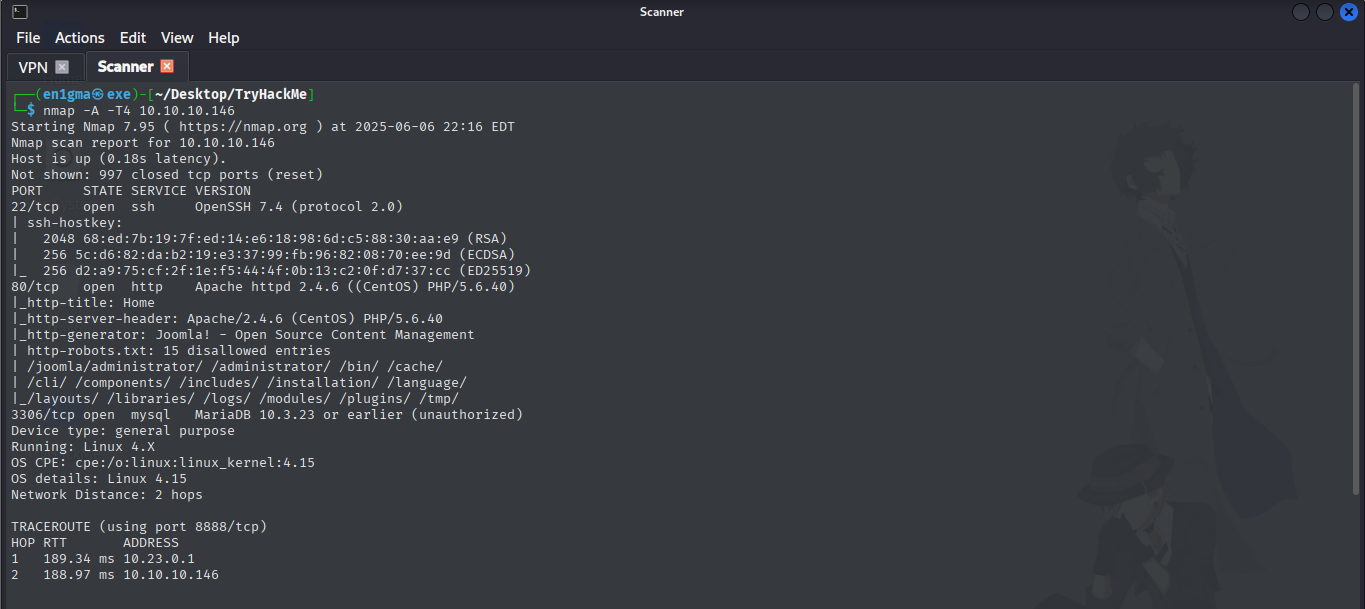 Scanner
File Actions Edit View Help
VPN Scanner
┌──(en1gma㉿exe)-[~/Desktop/TryHackMe]
└─$ nmap -A -T4 10.10.10.146
Starting Nmap 7.95 ( https://nmap.org ) at 2025-06-06 22:16 EDT
Nmap scan report for 10.10.10.146
Host is up (0.18s latency).
Not shown: 997 closed tcp ports (reset)
PORT     STATE SERVICE VERSION
22/tcp   open  ssh     OpenSSH 7.4 (protocol 2.0)
| ssh-hostkey:
|   2048 68:ed:7b:19:7f:ed:14:e6:18:98:6d:c5:88:30:aa:e9 (RSA)
|   256 5c:d6:82:da:b2:19:e3:37:99:fb:96:82:08:70:ee:9d (ECDSA)
|_  256 d2:a9:75:cf:2f:1e:f5:44:4f:0b:13:c2:0f:d7:37:cc (ED25519)
80/tcp   open  http    Apache httpd 2.4.6 ((CentOS) PHP/5.6.40)
|_http-title: Home
|_http-server-header: Apache/2.4.6 (CentOS) PHP/5.6.40
|_http-generator: Joomla! - Open Source Content Management
| http-robots.txt: 15 disallowed entries
| /joomla/administrator/ /administrator/ /bin/ /cache/
| /cli/ /components/ /includes/ /installation/ /language/
|_/layouts/ /libraries/ /logs/ /modules/ /plugins/ /tmp/
3306/tcp open  mysql   MariaDB 10.3.23 or earlier (unauthorized)
Device type: general purpose
Running: Linux 4.X
OS CPE: cpe:/o:linux:linux_kernel:4.15
OS details: Linux 4.15
Network Distance: 2 hops
TRACEROUTE (using port 8888/tcp)
HOP RTT       ADDRESS
1   189.34 ms 10.23.0.1
2   188.97 ms 10.10.10.146